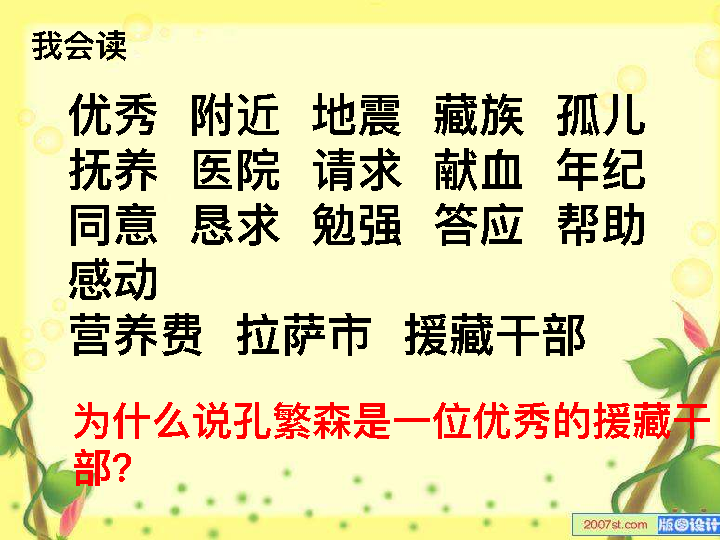 我会读
优秀 附近 地震 藏族 孤儿
抚养 医院 请求 献血 年纪
同意 恳求 勉强 答应 帮助
感动
营养费 拉萨市 援藏干部
为什么说孔繁森是一位优秀的援藏干
部？
2007st.com 版图设计